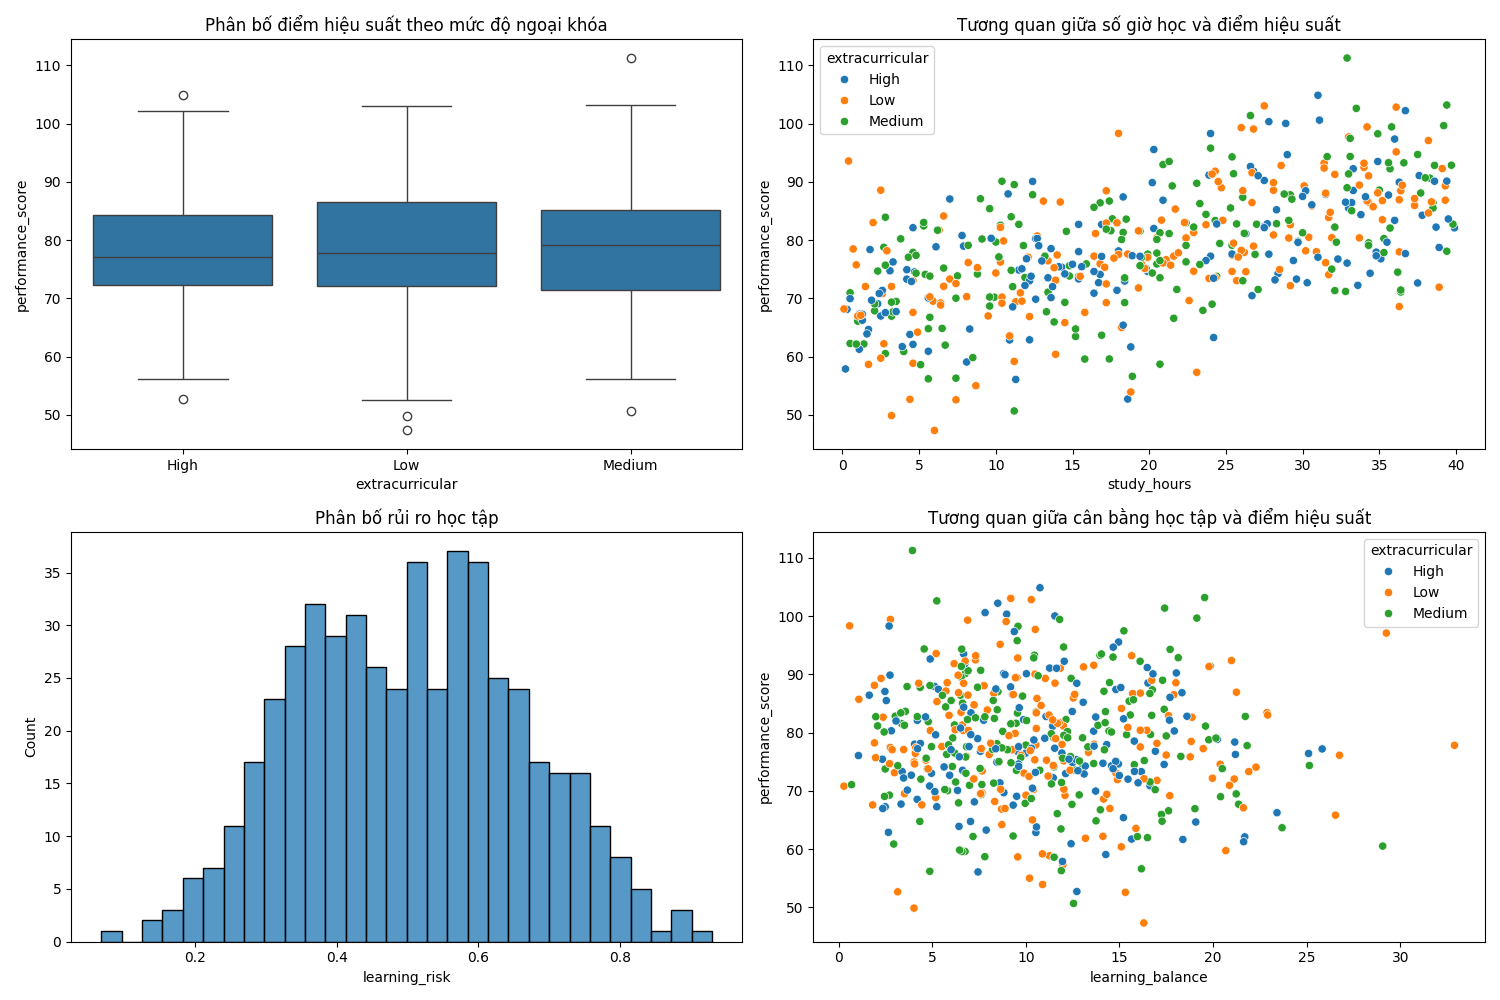 Phân bố điểm hiệu suất theo mức độ ngoại khóa
performance_score
110
100
90
80
70
60
50
High
Low
Medium
extracurricular
Tương quan giữa số giờ học và điểm hiệu suất
extracurricular
High
Low
Medium
performance_score
110
100
90
80
70
60
50
0
5
10
15
20
25
30
35
40
study_hours
Phân bố rủi ro học tập
Count
35
30
25
20
15
10
5
0
0.2
0.4
0.6
0.8
learning_risk
Tương quan giữa cân bằng học tập và điểm hiệu suất
extracurricular
High
Low
Medium
performance_score
110
100
90
80
70
60
50
0
5
10
15
20
25
30
learning_balance